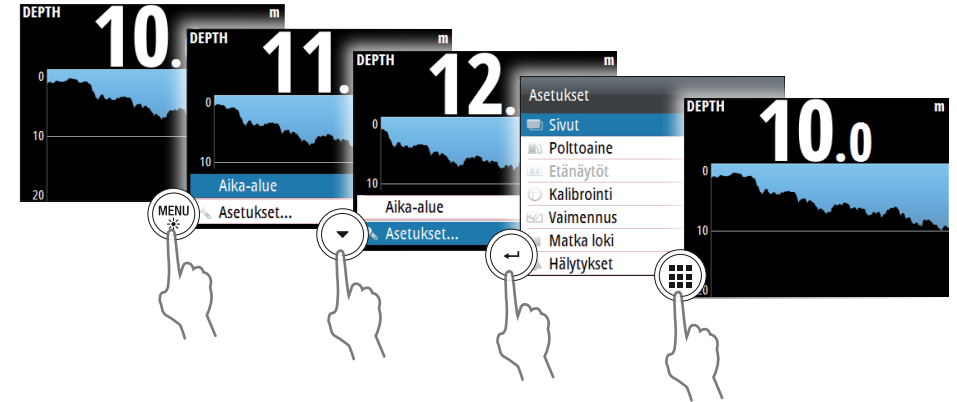 DEPTH m
10.
0
10
20
MENU
DEPTH m
11.
0
10
Aika-alue
Asetukset...
DEPTH m
12.
0
10
Aika-alue
Asetukset...
Asetukset
Sivut
Polttoaine
Etänäytöt
Kalibrointi
Vaimennus
Matka loki
Hälytykset
DEPTH m
10.0
0
10
0